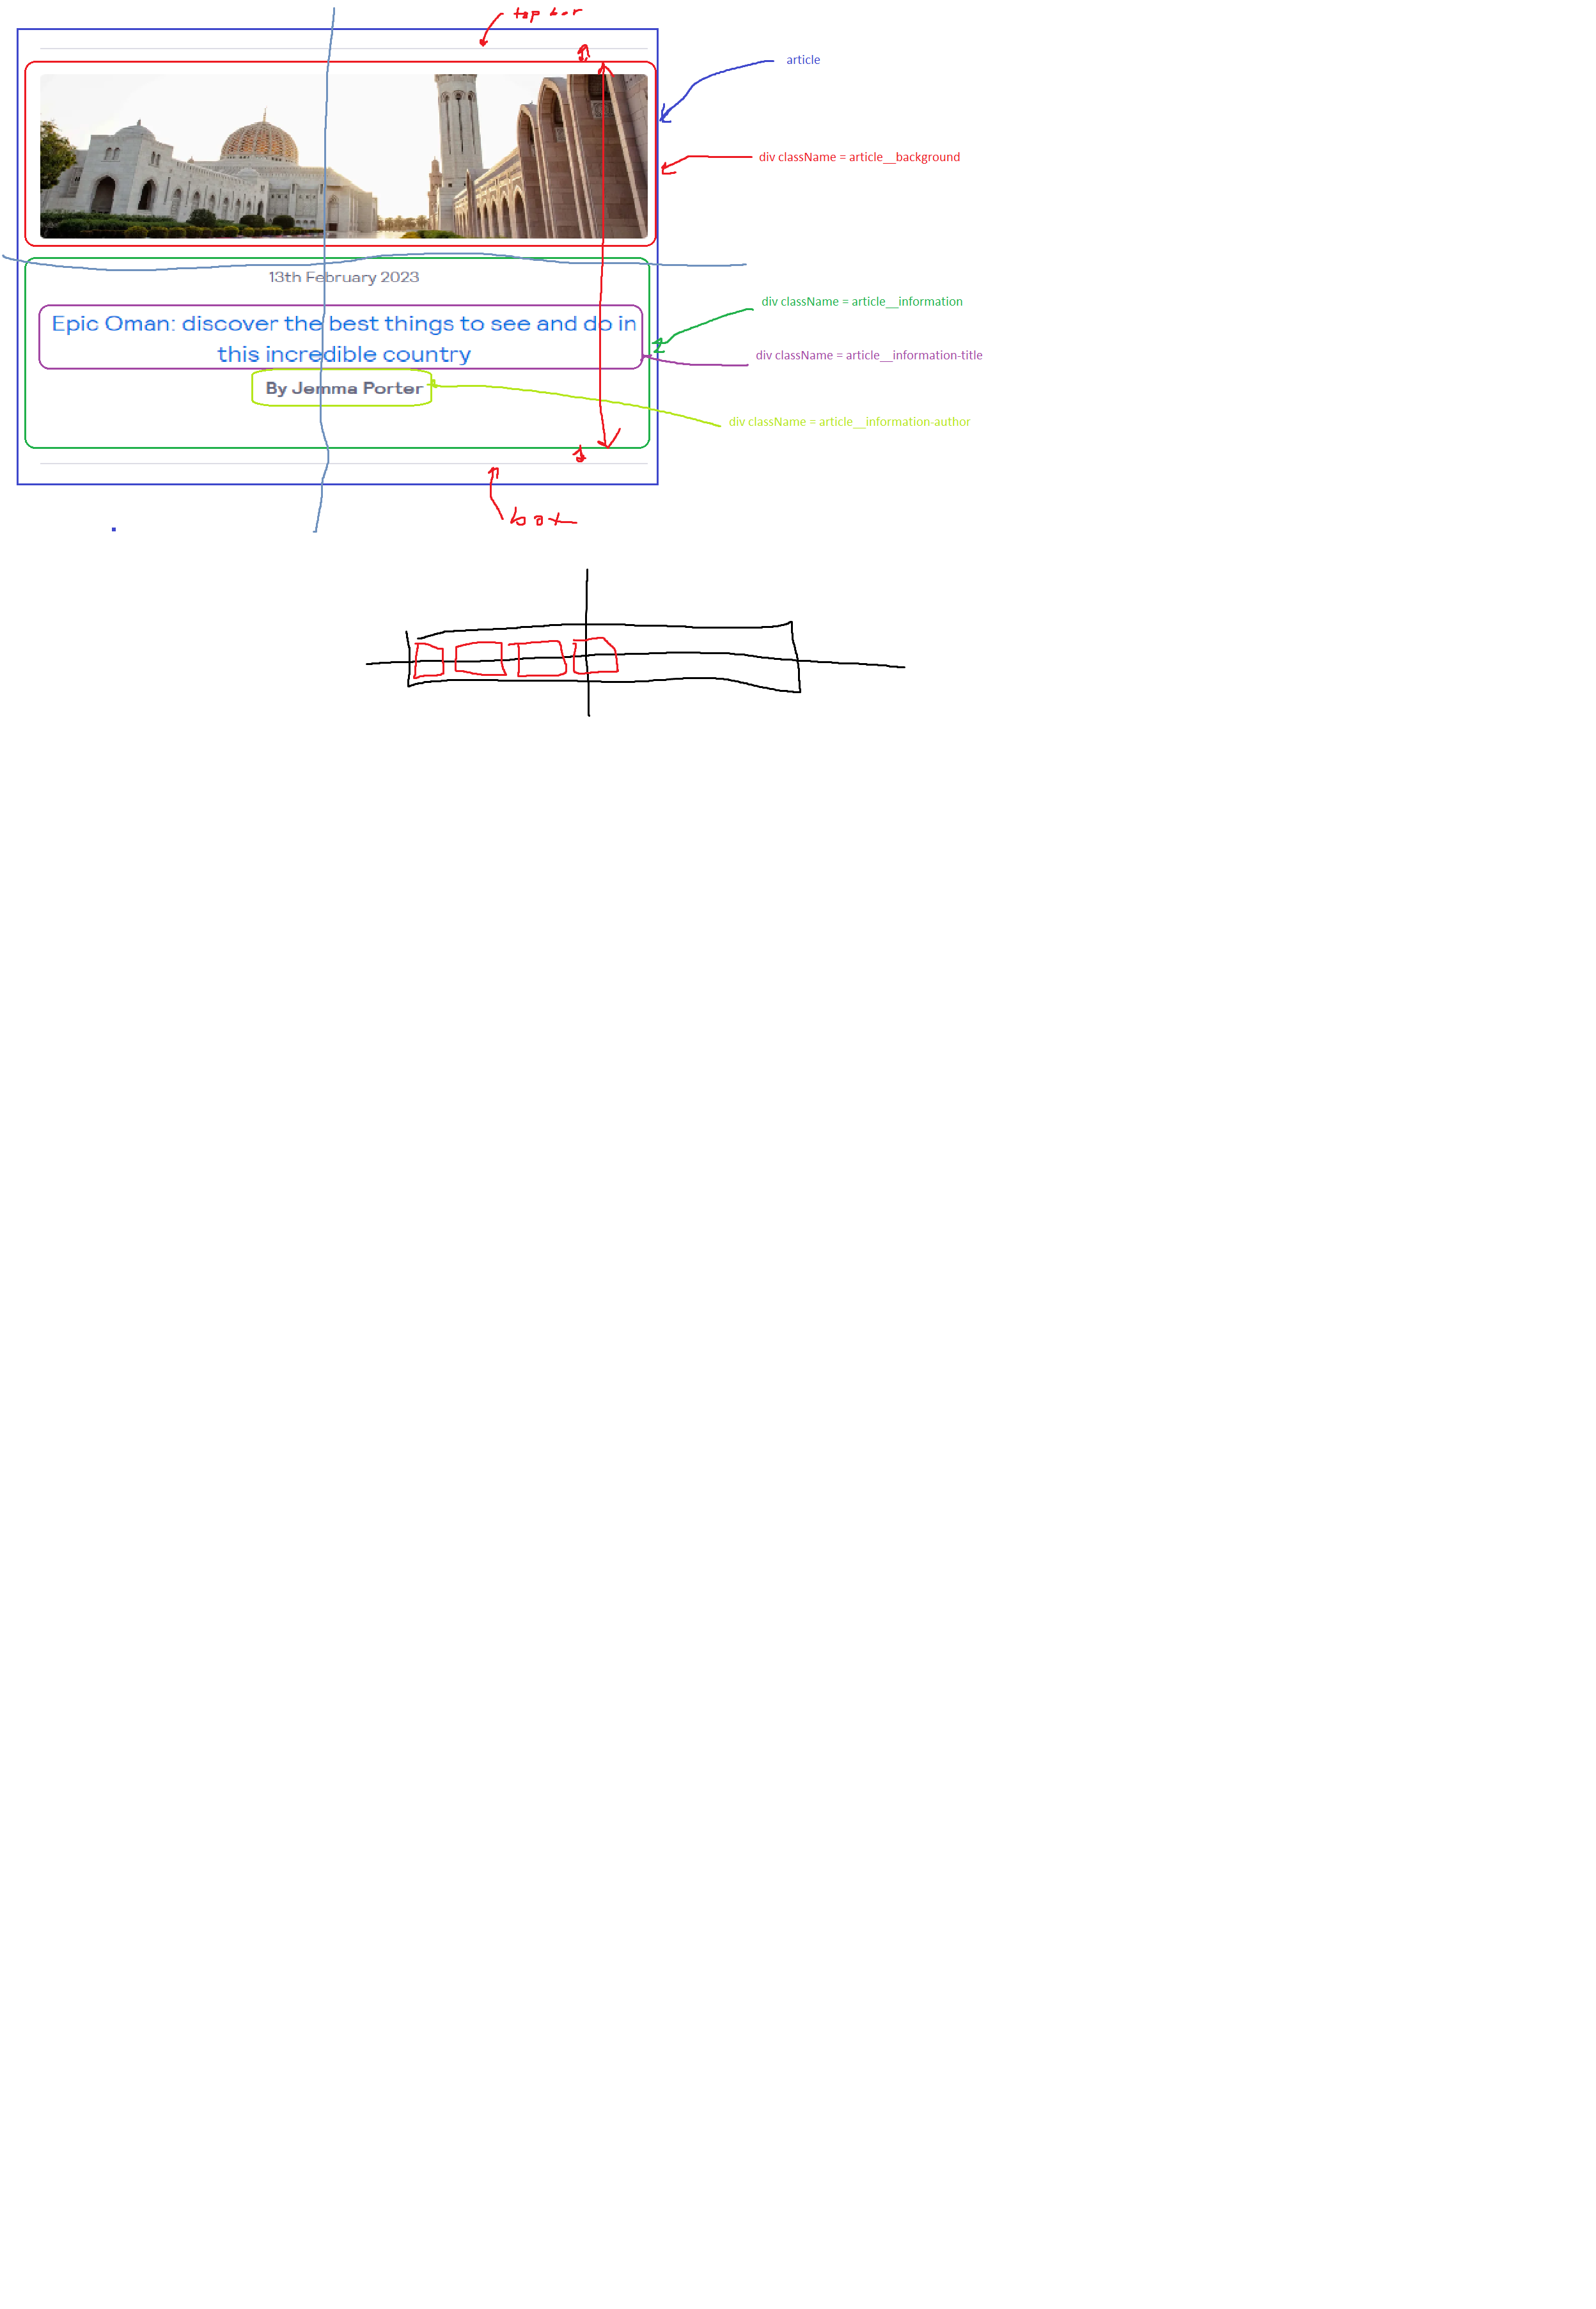 top bor
article
div className = article__background
13th February 2023
div className = article__information
Epic Oman: discover the best things to see and do in
this incredible country
div className = article__information-title
By Jemma Porter
div className = article__information-author
bot